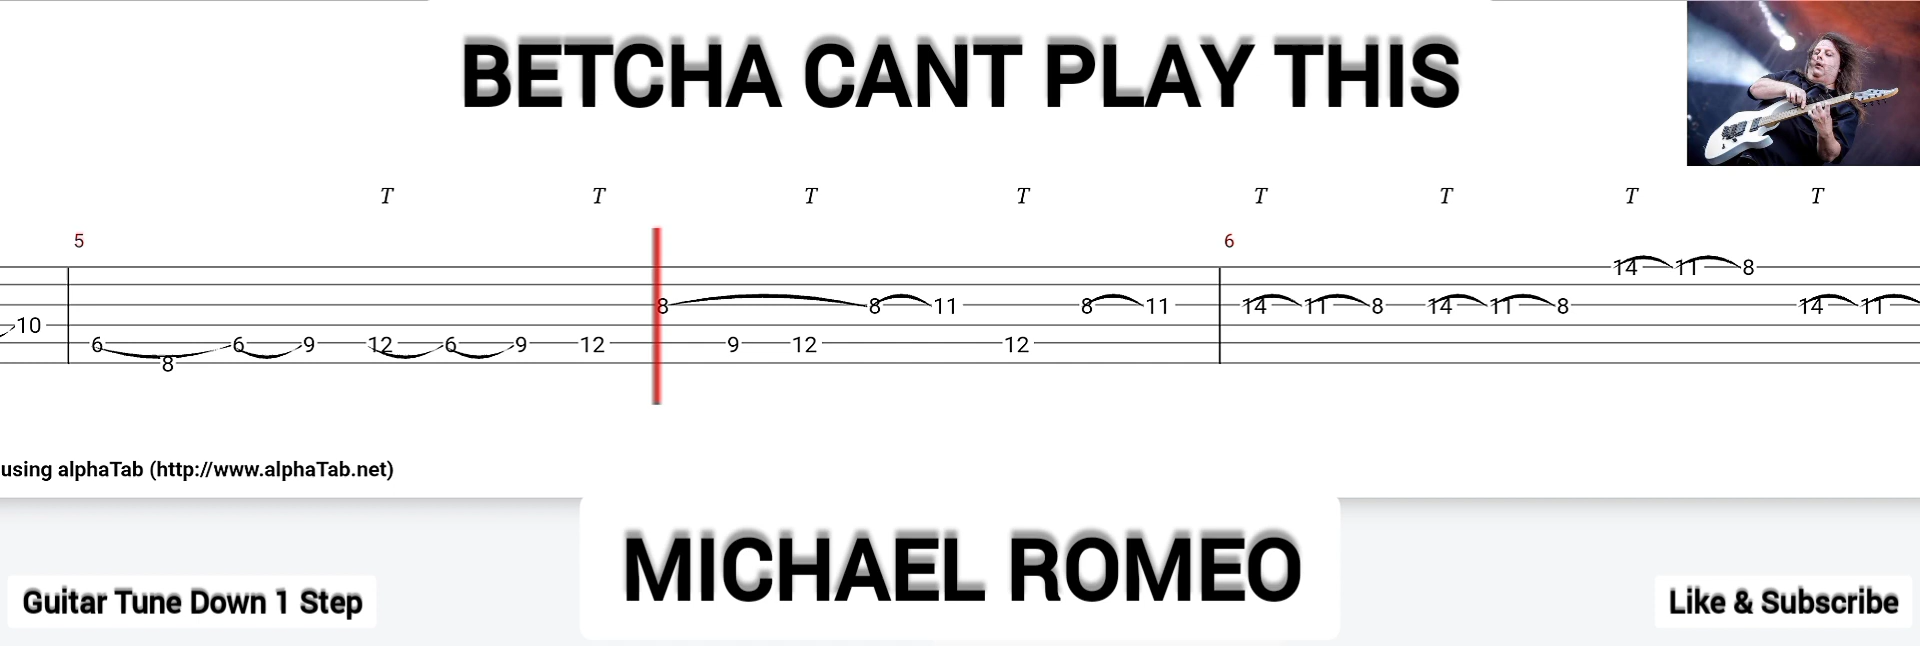 BETCHA CANT PLAY THIS
T T T T T T T T
5 6
14 11 8
8 8 11 8 11 14 11 8 14 11 8 14 11
10
6 6 9 12 6 9 12 9 12 12
8
using alphaTab (http://www.alphaTab.net)
MICHAEL ROMEO
Guitar Tune Down 1 Step
Like & Subscribe